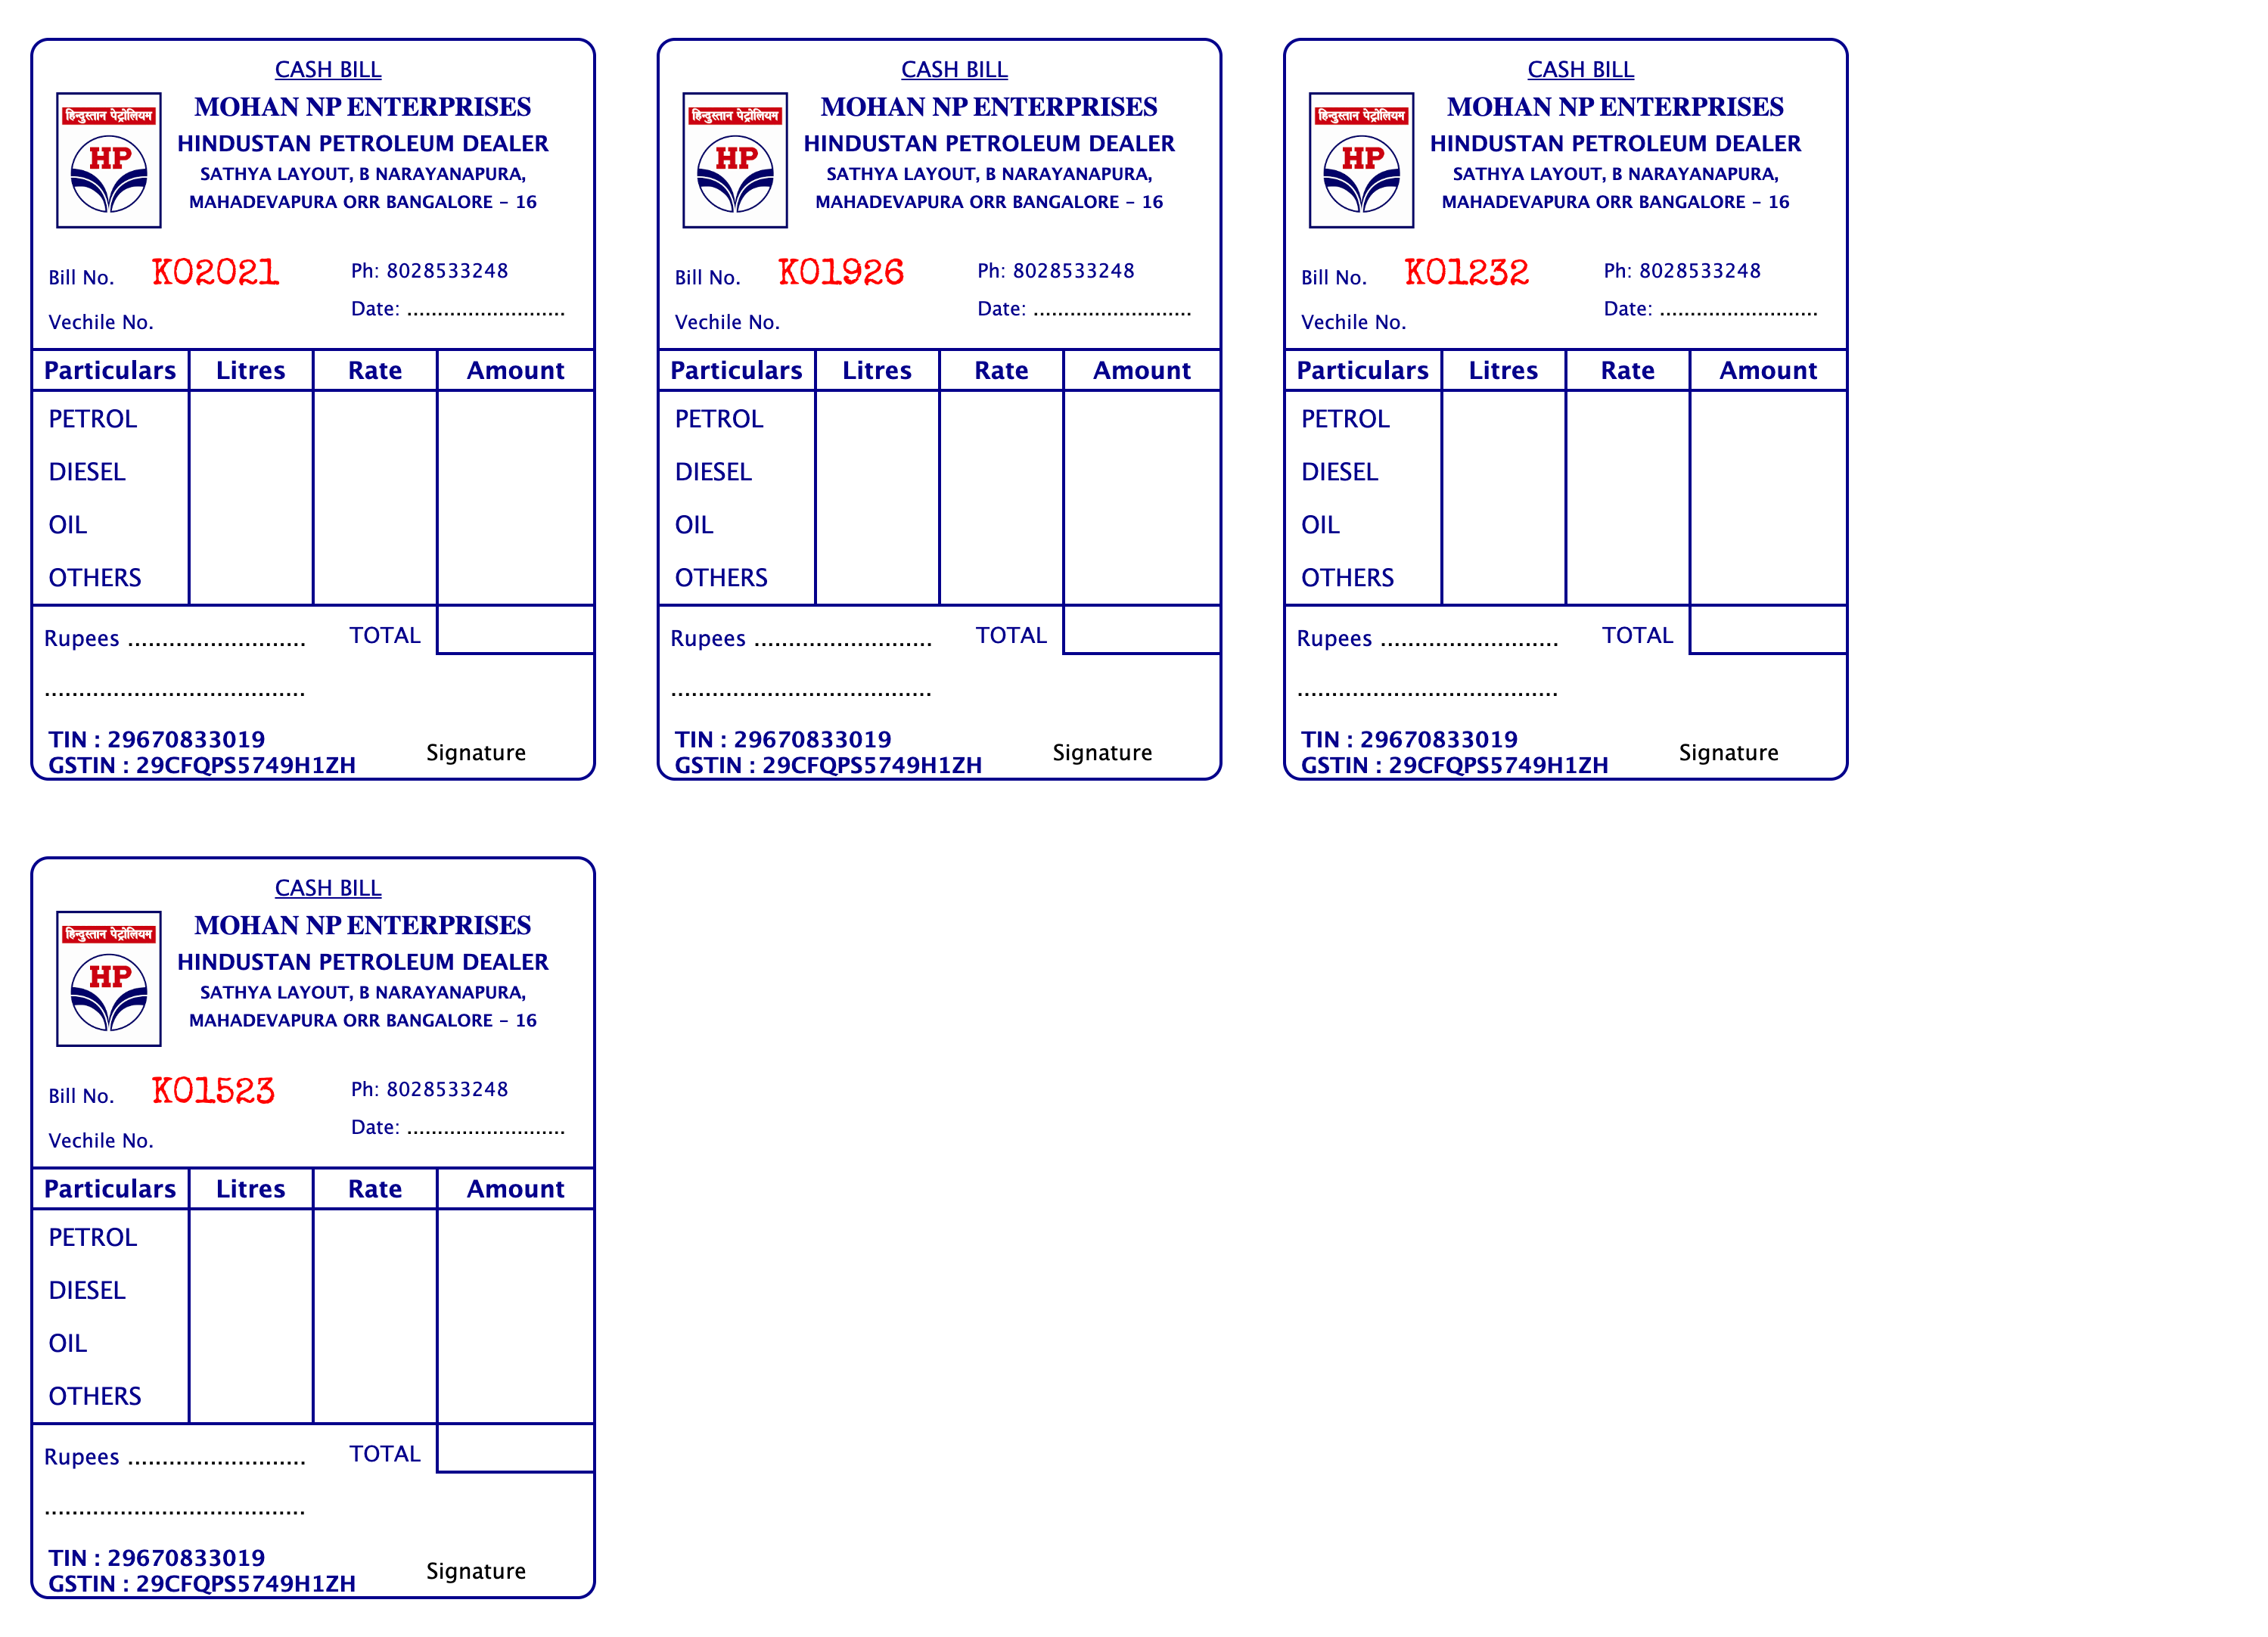 CASH BILL
हिन्दुस्तान पेट्रोलियम
HP
MOHAN NP ENTERPRISES
HINDUSTAN PETROLEUM DEALER
SATHYA LAYOUT, B NARAYANAPURA,
MAHADEVAPURA ORR BANGALORE - 16
Bill No. K02021 Ph: 8028533248
Date: ..........................
Vechile No.
Particulars Litres Rate Amount
PETROL
DIESEL
OIL
OTHERS
Rupees .......................... TOTAL
......................................
TIN : 29670833019
Signature
GSTIN : 29CFQPS5749H1ZH
CASH BILL
हिन्दुस्तान पेट्रोलियम
HP
MOHAN NP ENTERPRISES
HINDUSTAN PETROLEUM DEALER
SATHYA LAYOUT, B NARAYANAPURA,
MAHADEVAPURA ORR BANGALORE - 16
Bill No. K01926 Ph: 8028533248
Date: ..........................
Vechile No.
Particulars Litres Rate Amount
PETROL
DIESEL
OIL
OTHERS
Rupees .......................... TOTAL
......................................
TIN : 29670833019
Signature
GSTIN : 29CFQPS5749H1ZH
CASH BILL
हिन्दुस्तान पेट्रोलियम
HP
MOHAN NP ENTERPRISES
HINDUSTAN PETROLEUM DEALER
SATHYA LAYOUT, B NARAYANAPURA,
MAHADEVAPURA ORR BANGALORE - 16
Bill No. K01232 Ph: 8028533248
Date: ..........................
Vechile No.
Particulars Litres Rate Amount
PETROL
DIESEL
OIL
OTHERS
Rupees .......................... TOTAL
......................................
TIN : 29670833019
Signature
GSTIN : 29CFQPS5749H1ZH
CASH BILL
हिन्दुस्तान पेट्रोलियम
HP
MOHAN NP ENTERPRISES
HINDUSTAN PETROLEUM DEALER
SATHYA LAYOUT, B NARAYANAPURA,
MAHADEVAPURA ORR BANGALORE - 16
Bill No. K01523 Ph: 8028533248
Date: ..........................
Vechile No.
Particulars Litres Rate Amount
PETROL
DIESEL
OIL
OTHERS
Rupees .......................... TOTAL
......................................
TIN : 29670833019
Signature
GSTIN : 29CFQPS5749H1ZH